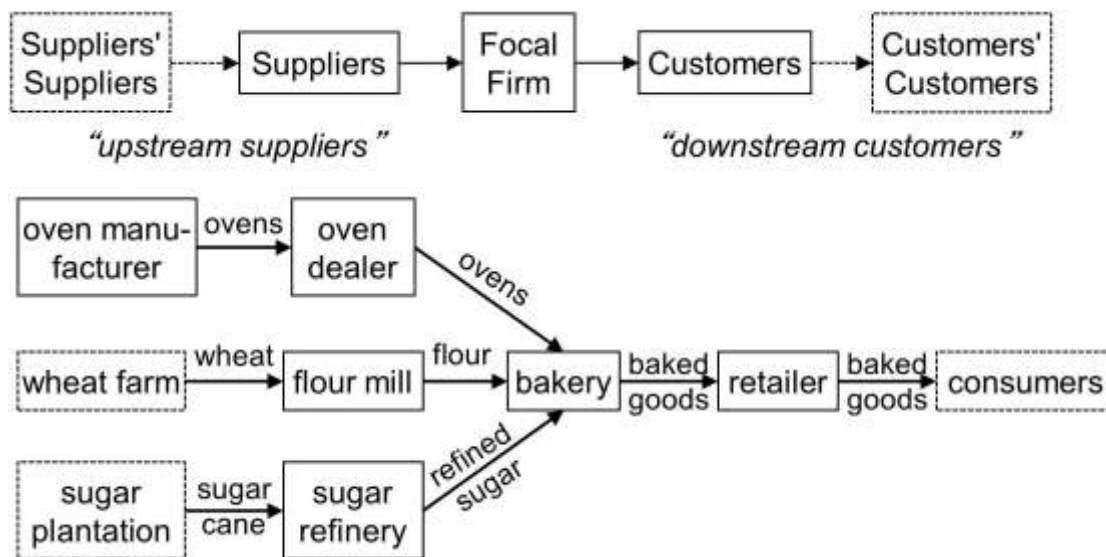 Suppliers'
Suppliers
Suppliers
Focal
Firm
Customers
Customers'
Customers
“upstream suppliers”
“downstream customers”
oven manu-
facturer
ovens
oven
dealer
ovens
wheat farm
wheat
flour mill
flour
bakery
baked
goods
retailer
baked
goods
consumers
sugar
plantation
sugar
cane
sugar
refinery
refined
sugar